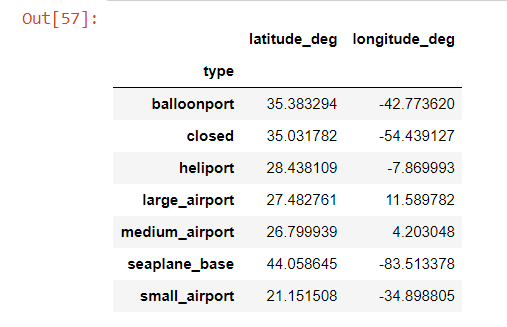 Out[57]:
latitude_deg longitude_deg
type
balloonport 35.383294 -42.773620
closed 35.031782 -54.439127
heliport 28.438109 -7.869993
large_airport 27.482761 11.589782
medium_airport 26.799939 4.203048
seaplane_base 44.058645 -83.513378
small_airport 21.151508 -34.898805